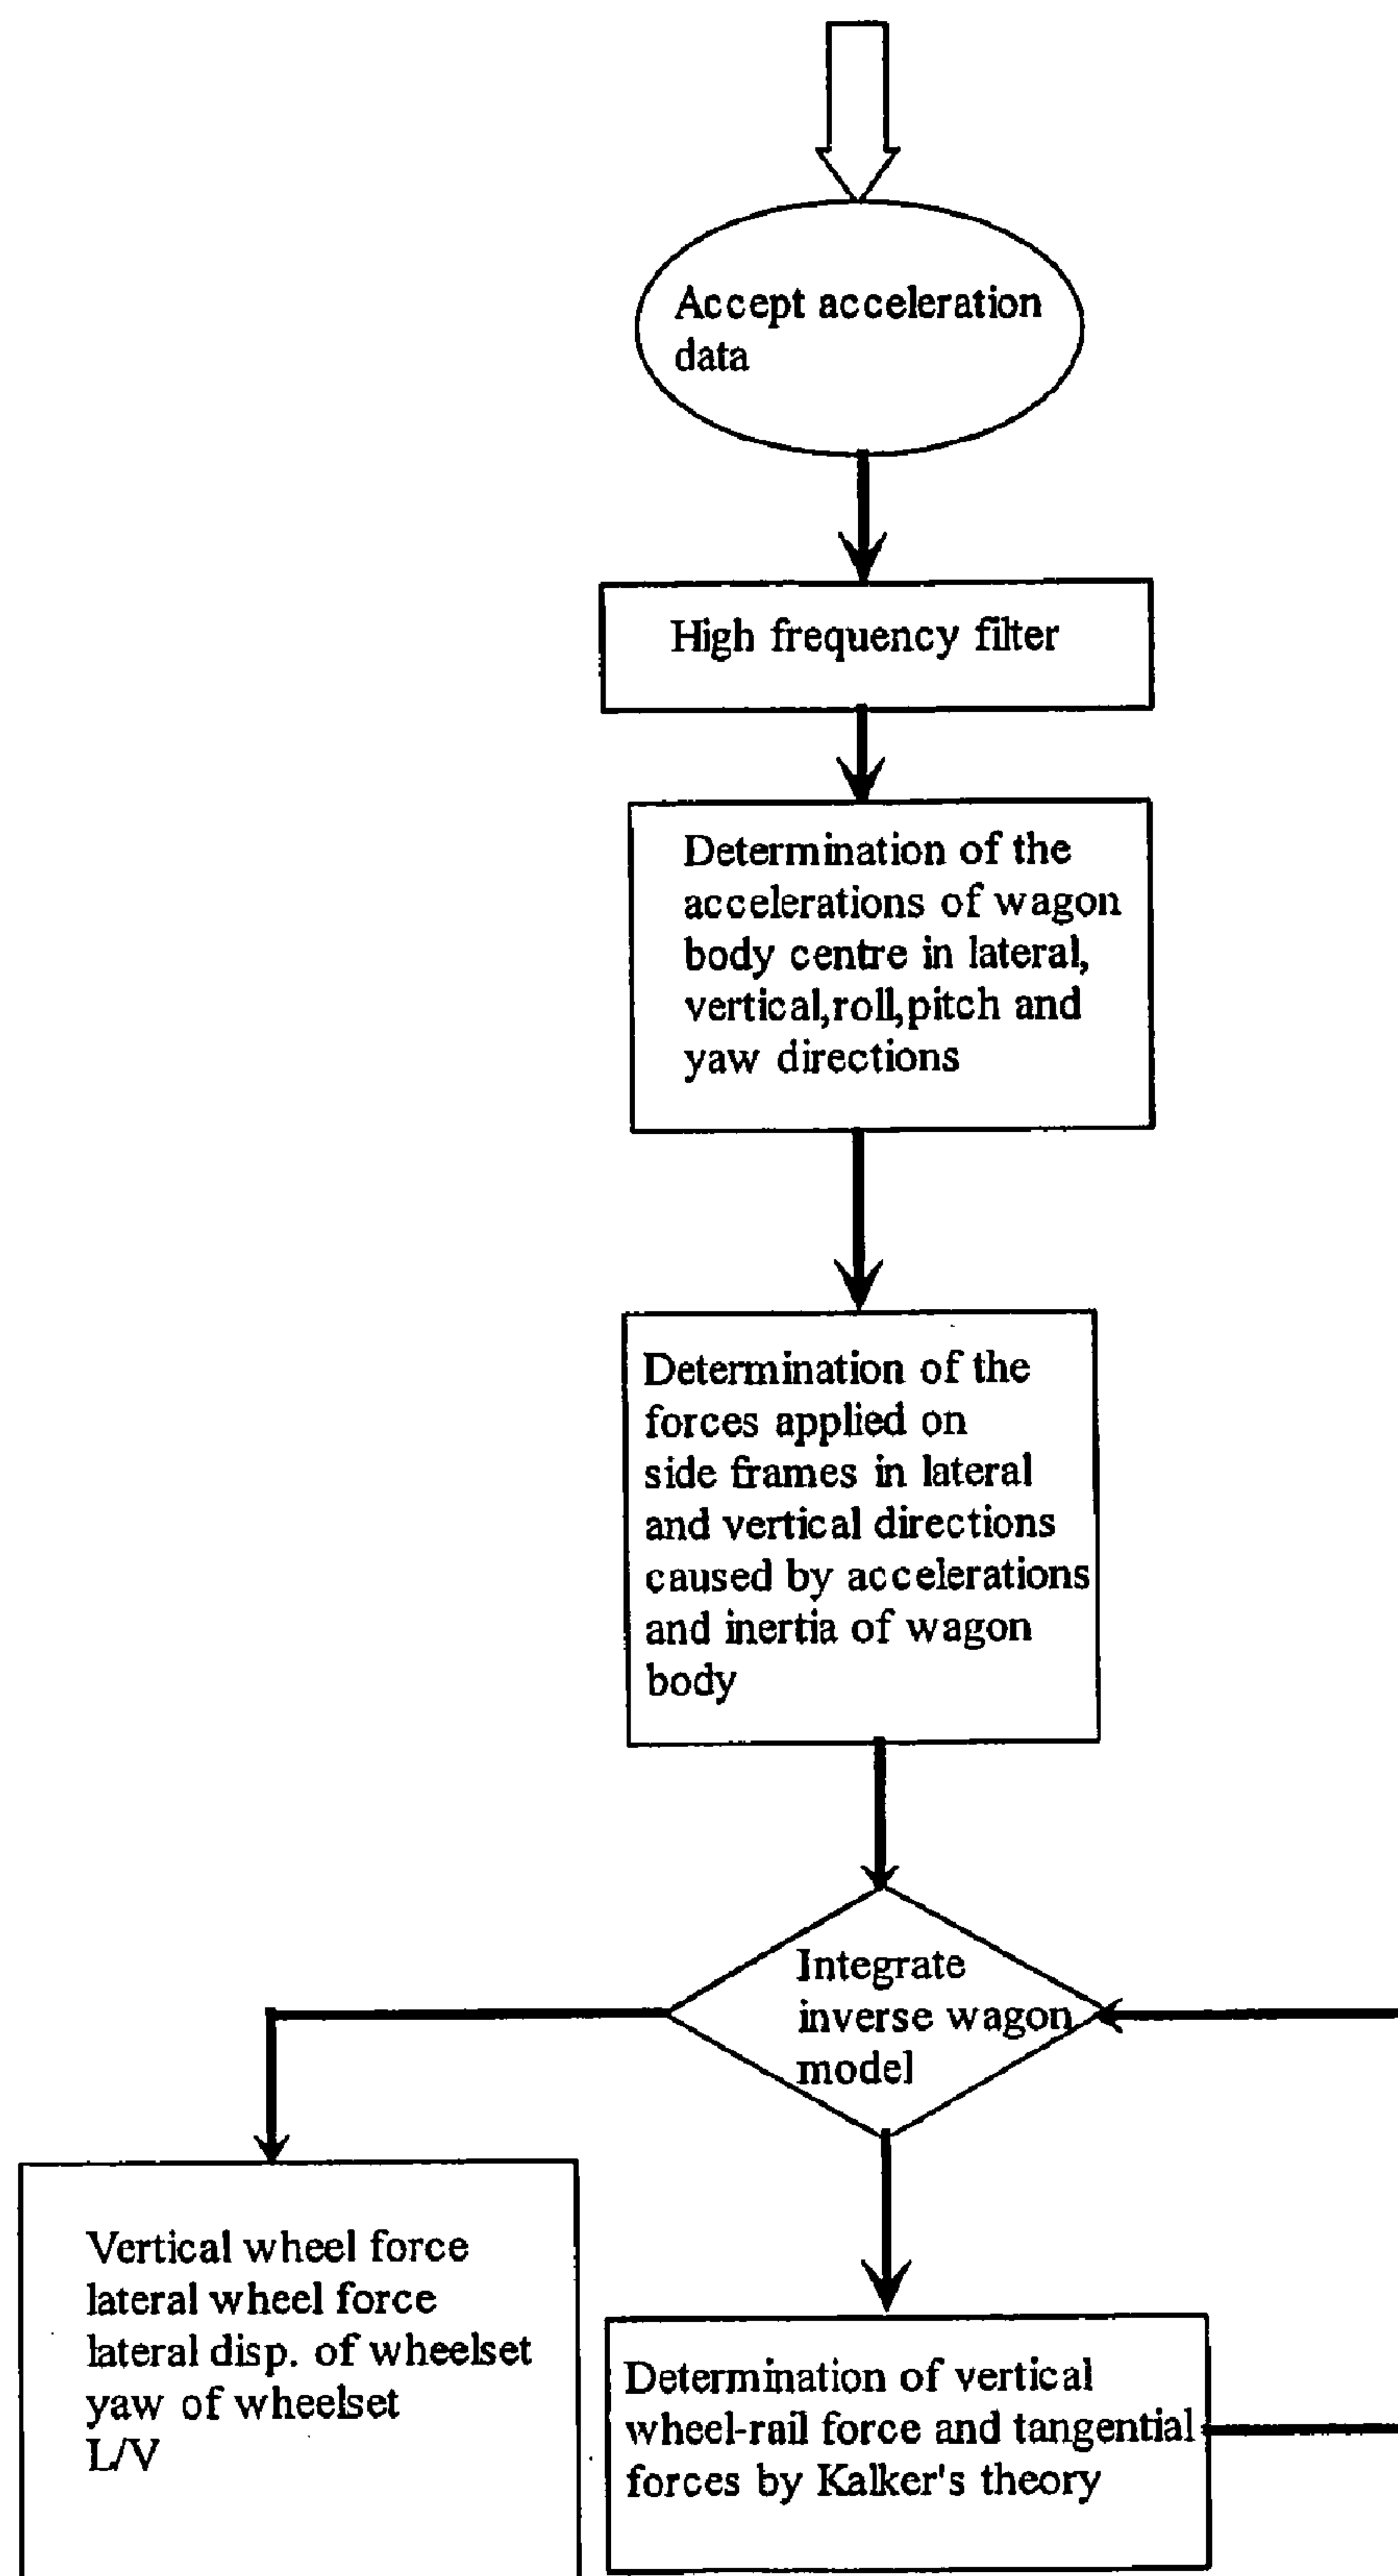 Accept acceleration
data
High frequency filter
Determination of the
accelerations of wagon
body centre in lateral,
vertical,roll,pitch and
yaw directions
Determination of the
forces applied on
side frames in lateral
and vertical directions
caused by accelerations
and inertia of wagon
body
Integrate
inverse wagon
model
Vertical wheel force
lateral wheel force
lateral disp. of wheelset
yaw of wheelset
L/V
Determination of vertical
wheel-rail force and tangential
forces by Kalker's theory